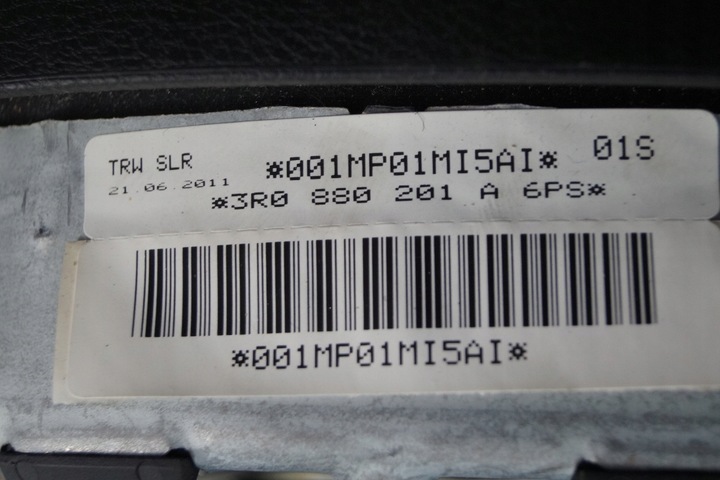 TRW SLR *001MP01MI5AI* 01S
21.06.2011
*3R0 880 201 A 6PS*
*001MP01MI5AI*